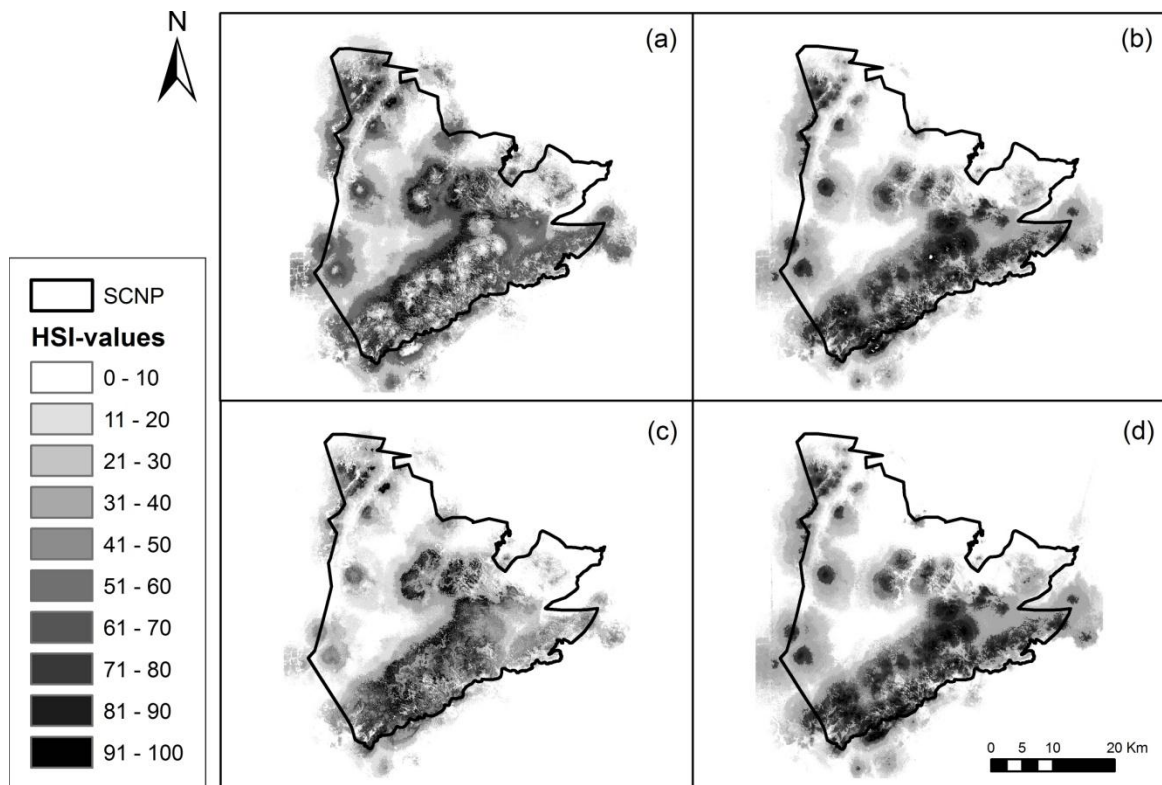 N
SCNP
HSI-values
0 - 10
11 - 20
21 - 30
31 - 40
41 - 50
51 - 60
61 - 70
71 - 80
81 - 90
91 - 100
(a)
(b)
(c)
(d)
0 5 10 20 Km